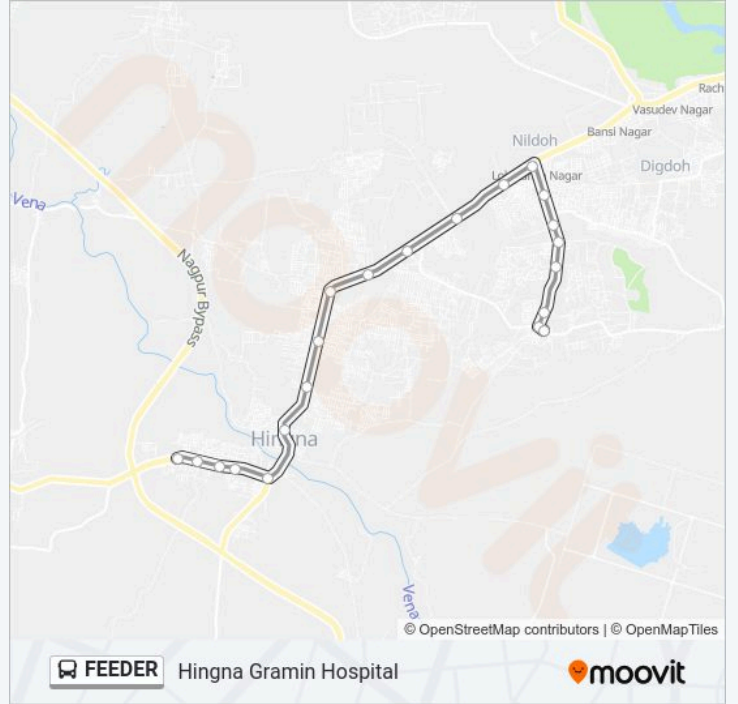 Rach
Vasudev Nagar
Bansi Nagar
Nildoh
Digdoh
Nagar
Vena
Nagpur Bypass
Hingna
Vena
moovit
© OpenStreetMap contributors | © OpenMapTiles
FEEDER Hingna Gramin Hospital moovit